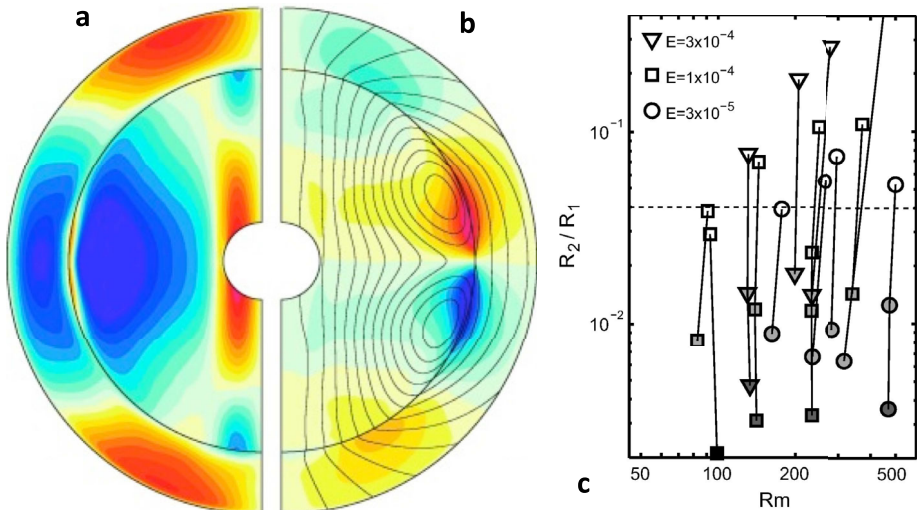 a
b
E=3x10⁻⁴
E=1x10⁻⁴
E=3x10⁻⁵
10⁻¹
10⁻²
R₂ / R₁
50
100
200
500
Rm
c